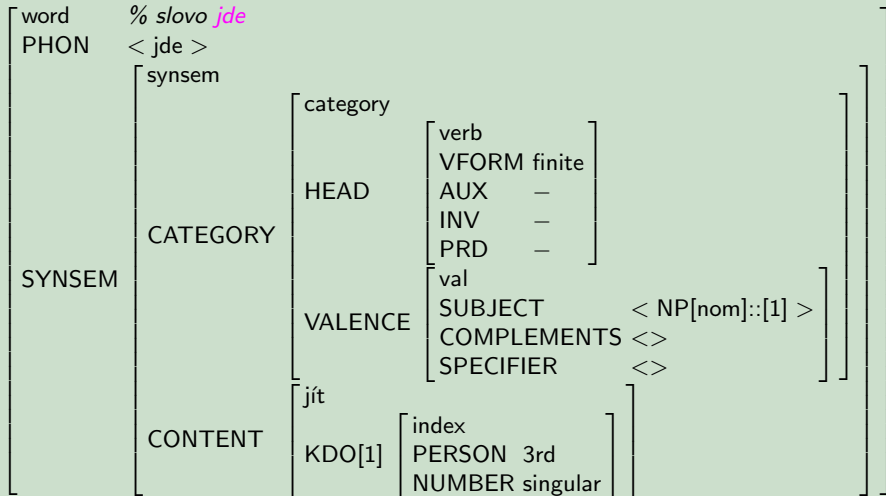 word % slovo jde
PHON < jde >
synsem
category
verb
VFORM finite
HEAD AUX −
INV −
CATEGORY PRD −
SYNSEM val
SUBJECT < NP[nom]::[1] >
VALENCE COMPLEMENTS <>
SPECIFIER <>
jít
CONTENT index
KDO[1] PERSON 3rd
NUMBER singular